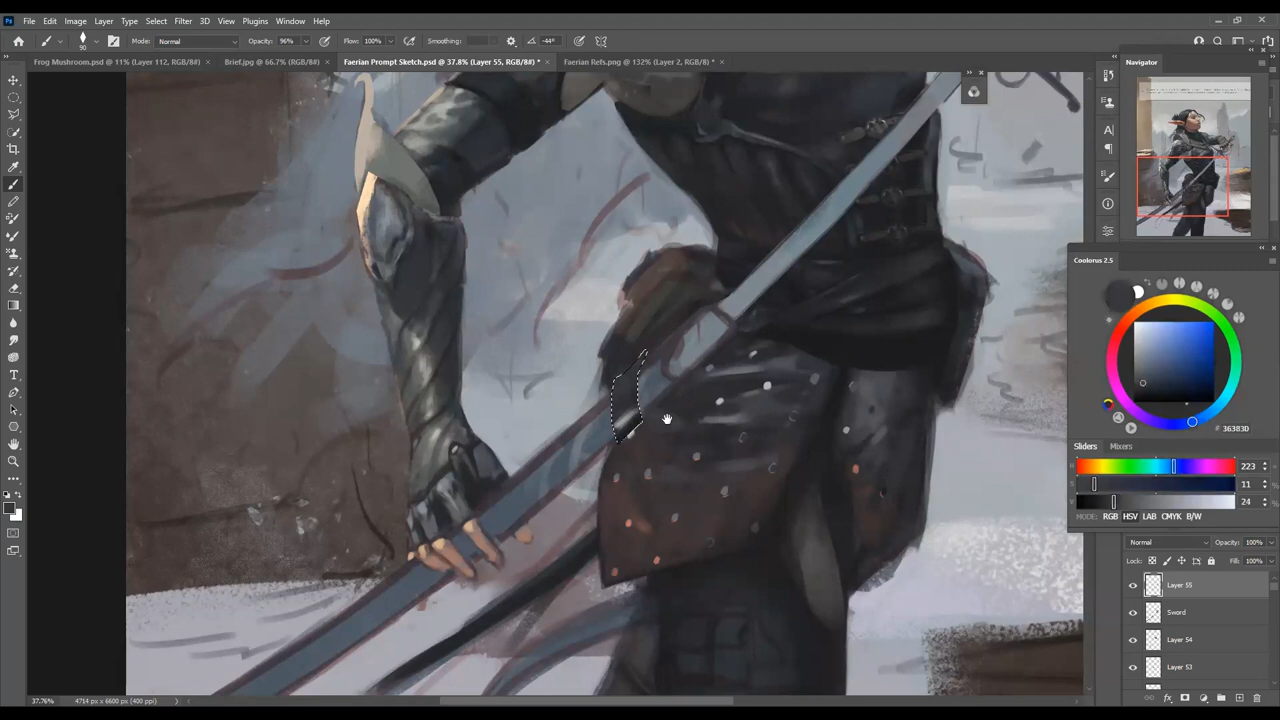 Ps File Edit Image Layer Type Select Filter 3D View Plugins Window Help
90 Mode: Normal Opacity: 96% Flow: 100% Smoothing: -44°
Frog Mushroom.psd @ 11% (Layer 112, RGB/8#) × Brief.jpg @ 66.7% (RGB/8#) × Faerian Prompt Sketch.psd @ 37.8% (Layer 55, RGB/8#) * × Faerian Refs.png @ 132% (Layer 2, RGB/8) * ×
Navigator
Coolorus 2.5
36383D
Sliders Mixers
H 223
S 11 %
V 24 %
MODE: RGB HSV LAB CMYK B/W
Normal Opacity: 100%
Lock: Fill: 100%
Layer 55
Sword
Layer 54
Layer 53
37.76% 4714 px x 6600 px (400 ppi)